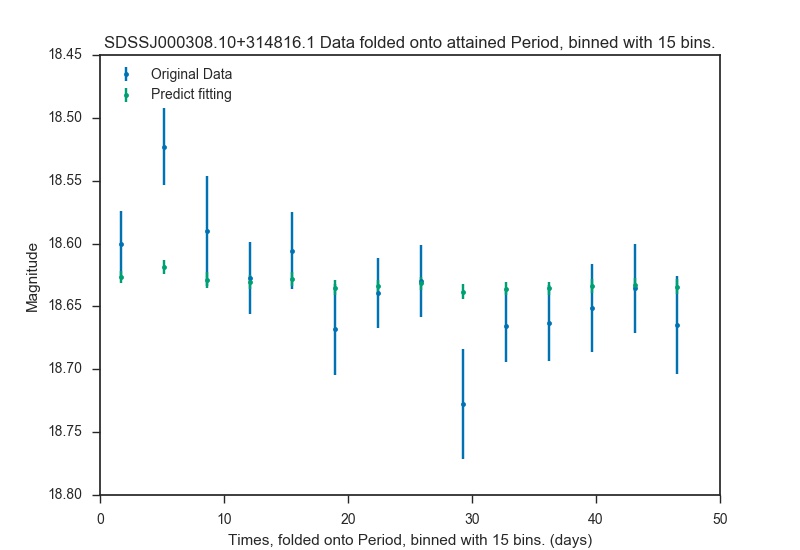 SDSSJ000308.10+314816.1 Data folded onto attained Period, binned with 15 bins.
Original Data
Predict fitting
18.45
18.50
18.55
18.60
18.65
18.70
18.75
18.80
Magnitude
0 10 20 30 40 50
Times, folded onto Period, binned with 15 bins. (days)